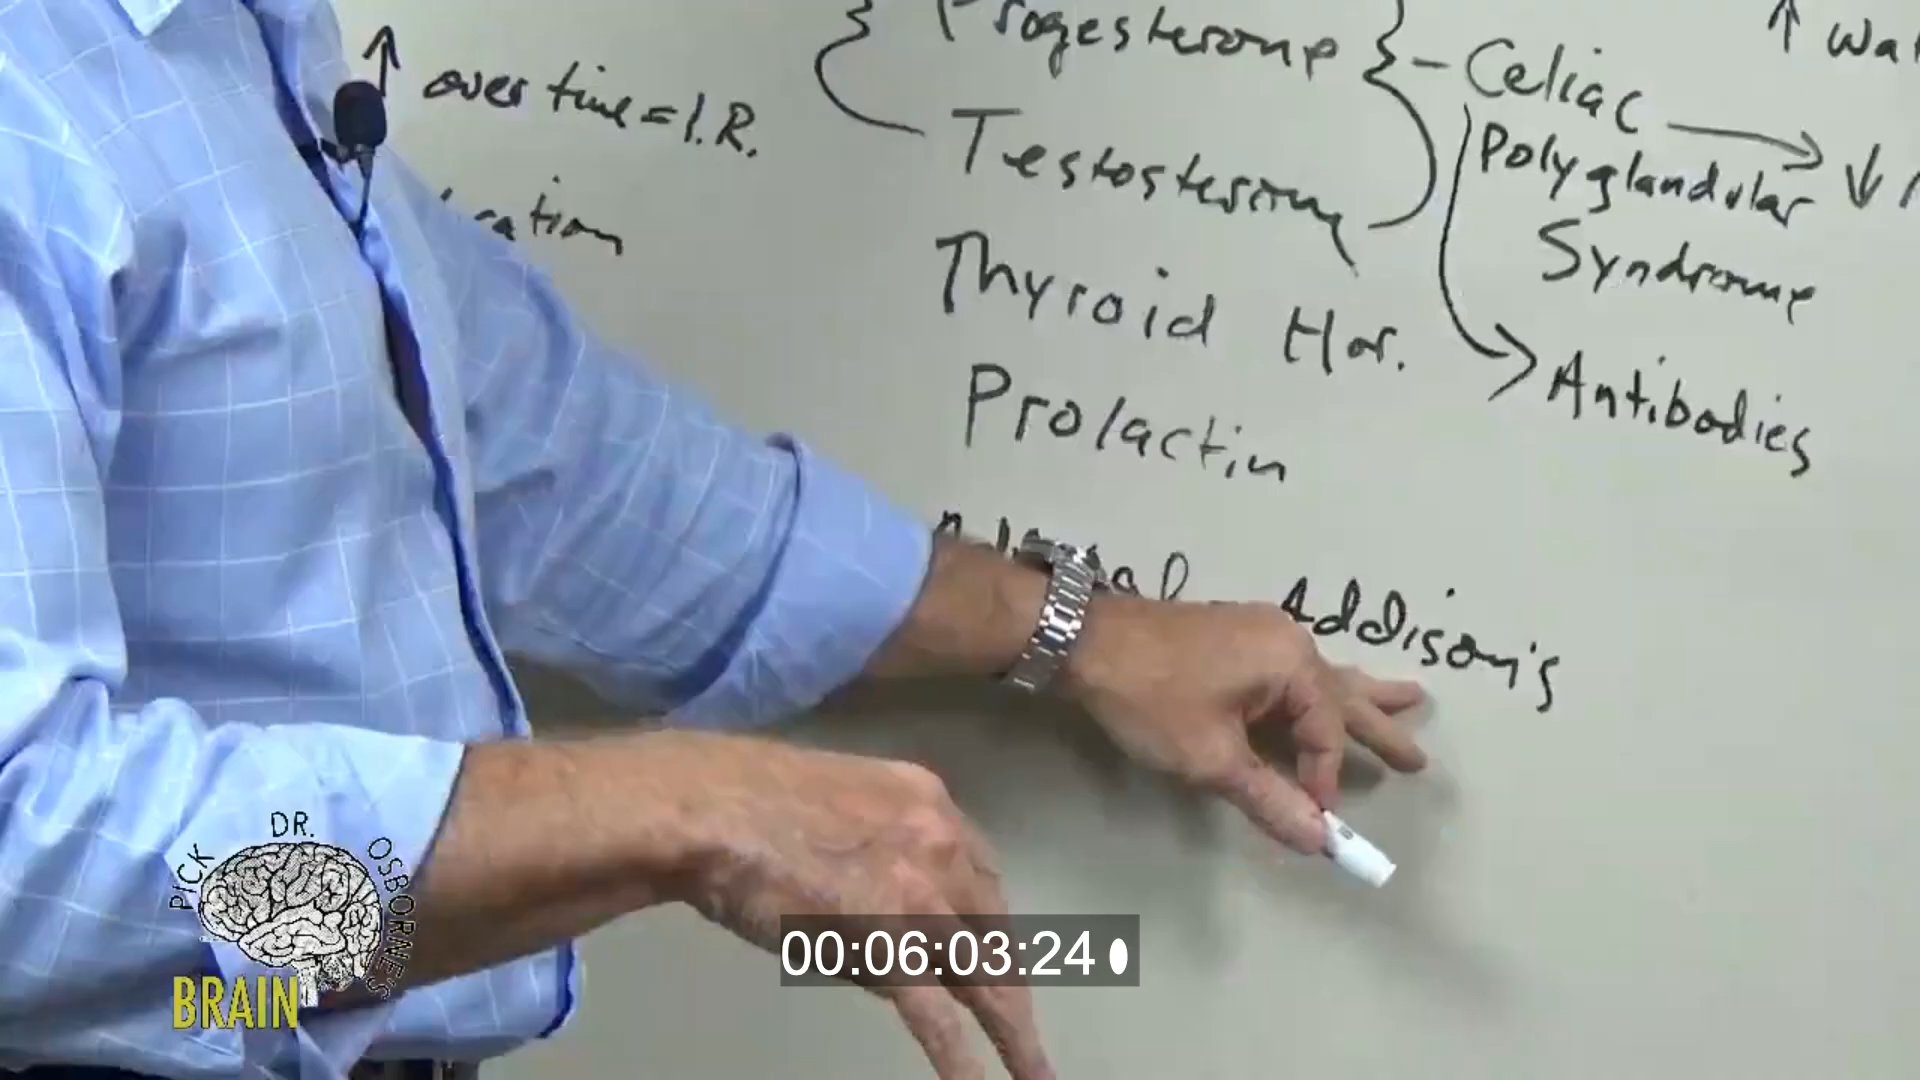 ↑ over time = I.R.
Progesterone
Testosterone
Thyroid Hor.
Prolactin
Addison's
- Celiac →
Polyglandular ↓
Syndrome
Antibodies
↑
PICK DR. OSBORNE'S
BRAIN
00:06:03:24